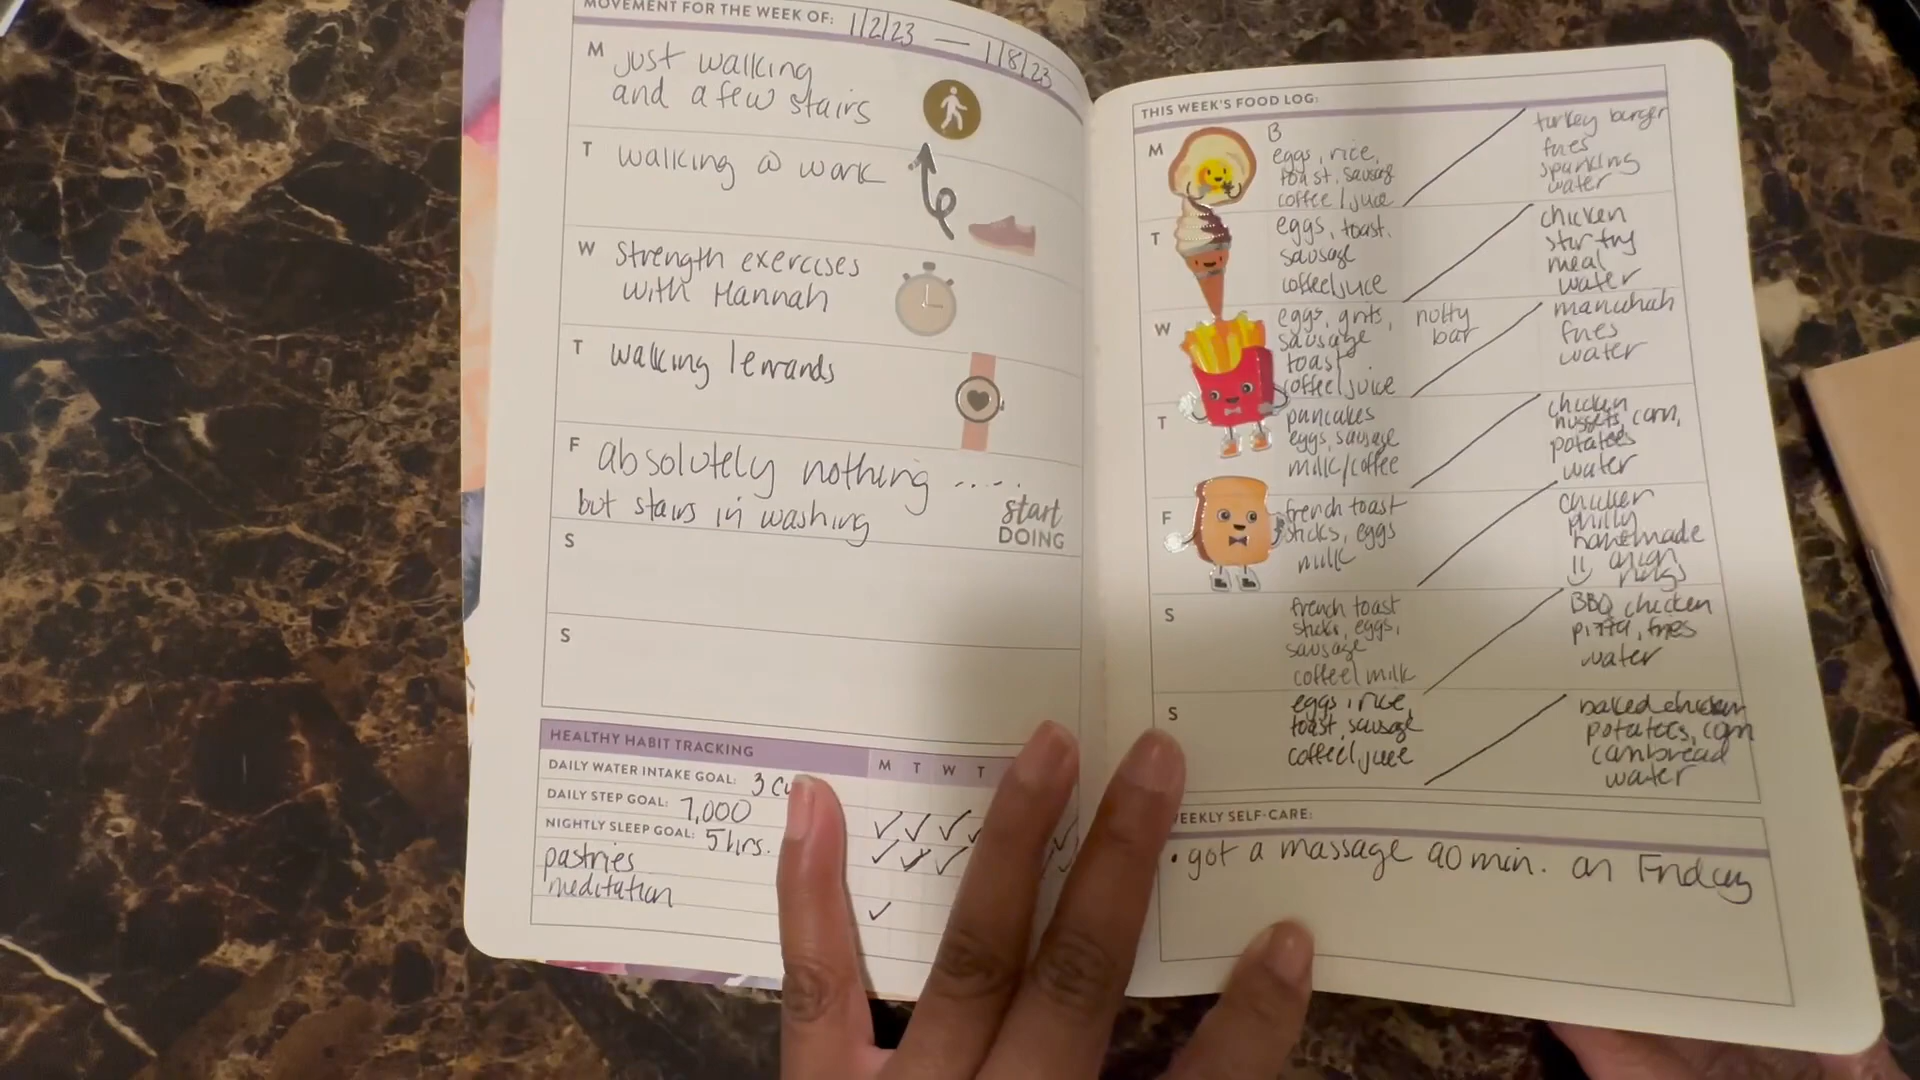 MOVEMENT FOR THE WEEK OF: 1/2/23 — 1/8/23
M just walking
and a few stairs
T walking @ work
W Strength exercises
with Hannah
T walking / errands
F absolutely nothing .....
but stairs in washing
start
DOING
S
S
HEALTHY HABIT TRACKING M T W T
DAILY WATER INTAKE GOAL: 3
DAILY STEP GOAL: 7,000
NIGHTLY SLEEP GOAL: 5 hrs.
pastries
meditation
THIS WEEK'S FOOD LOG:
M
B
eggs, rice,
toast, sausage
coffee/juice
turkey burger
fries
sparkling
water
T
eggs, toast,
sausage
coffee/juice
chicken
stir fry
meal
water
W
eggs, grits,
sausage
toast
coffee/juice
nutty
bar
fries
water
T
pancakes
eggs, sausage
milk/coffee
chicken
nuggets, corn,
potatoes
water
F
french toast
sticks, eggs
milk
chicken
philly
homemade
onion
rings
S
french toast
sticks, eggs,
sausage
coffee/milk
BBQ chicken
pizza, fries
water
S
eggs, rice,
toast, sausage
coffee/juice
baked chicken
potatoes, corn
cornbread
water
WEEKLY SELF-CARE:
• got a massage 90 min. on Friday